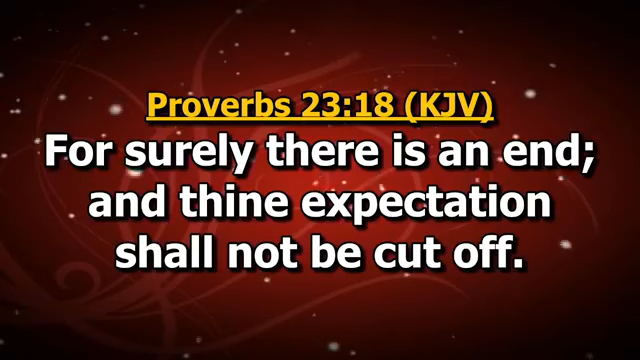 Proverbs 23:18 (KJV)
For surely there is an end;
and thine expectation
shall not be cut off.